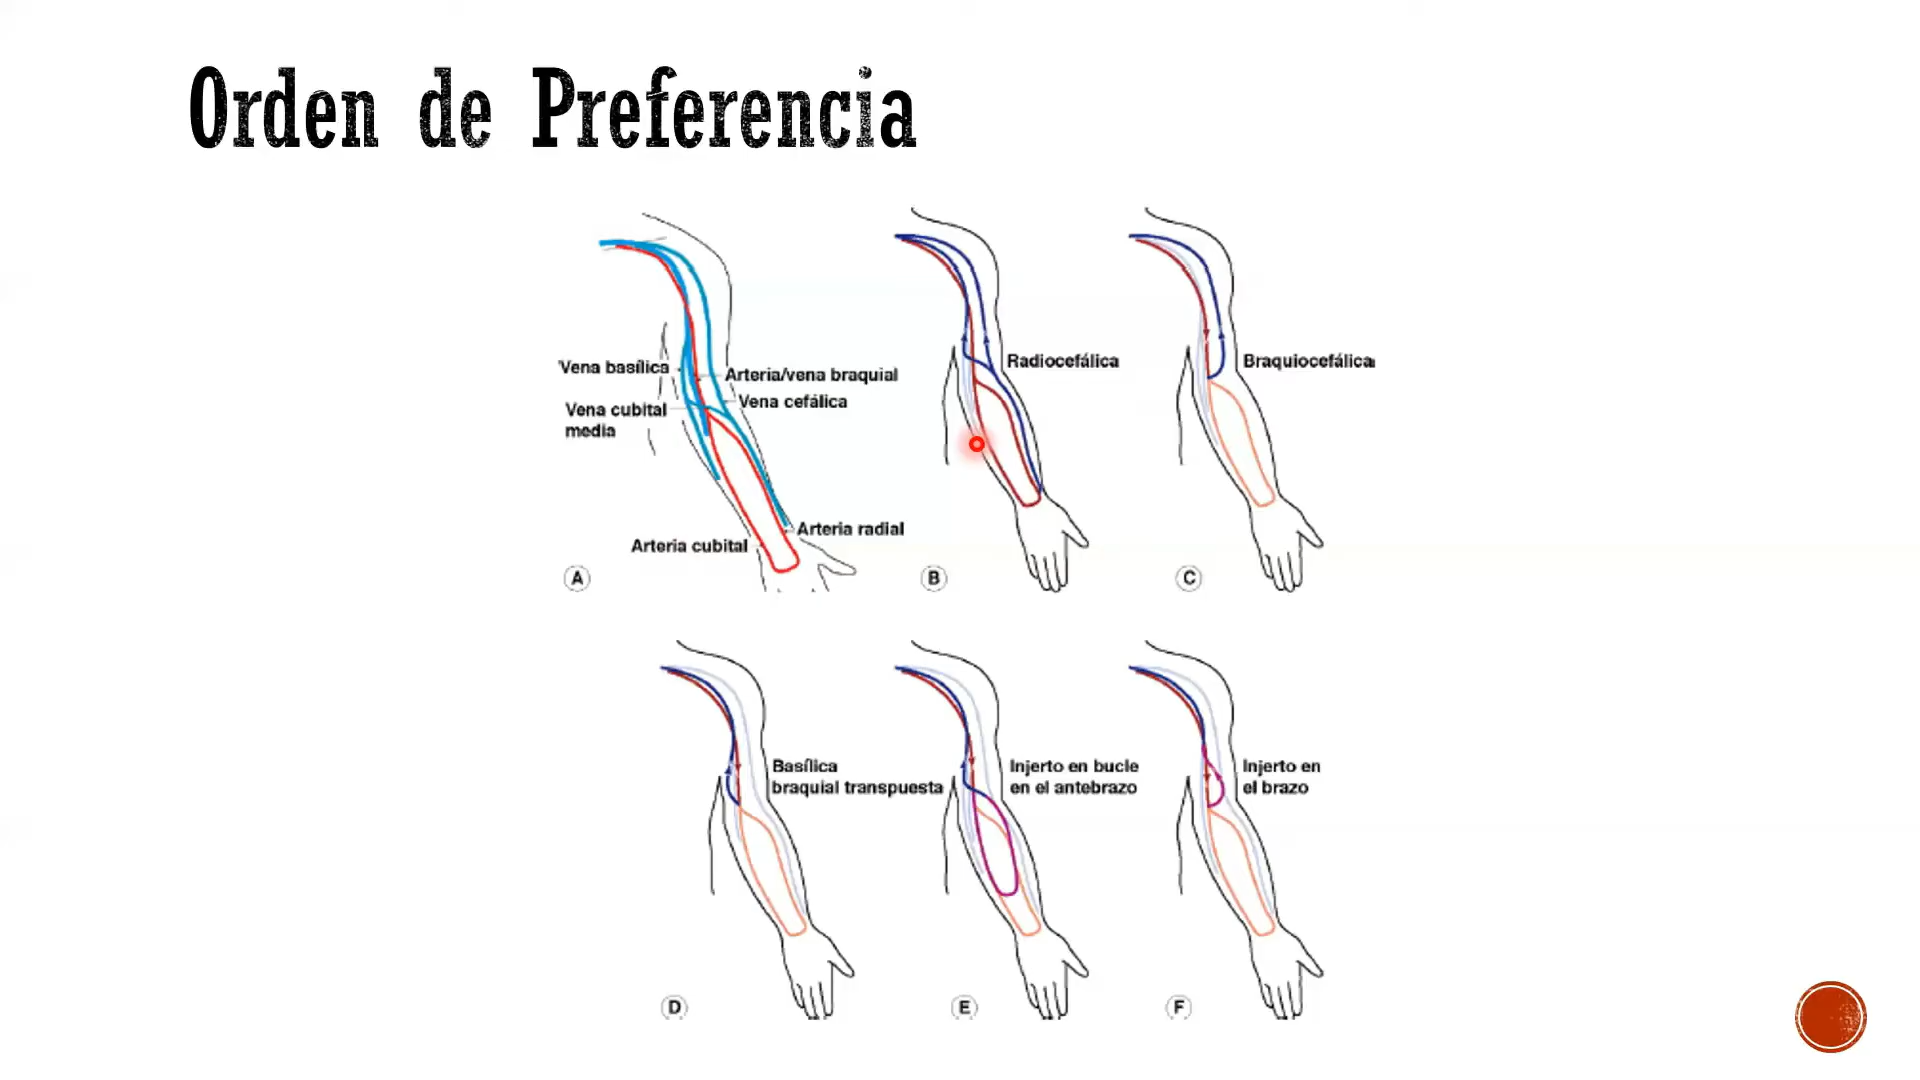 Orden de Preferencia
Vena basílica
Arteria/vena braquial
Vena cefálica
Vena cubital
media
Arteria radial
Arteria cubital
A
Radiocefálica
B
Braquiocefálica
C
Basílica
braquial transpuesta
D
Injerto en bucle
en el antebrazo
E
Injerto en
el brazo
F